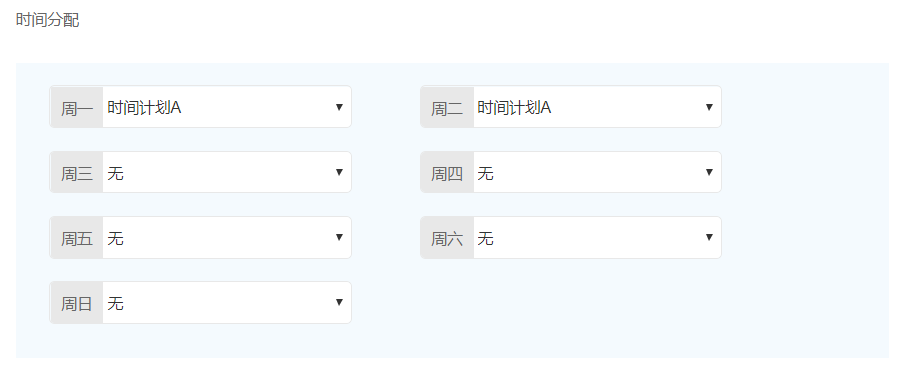 时间分配
周一 时间计划A 周二 时间计划A
周三 无 周四 无
周五 无 周六 无
周日 无